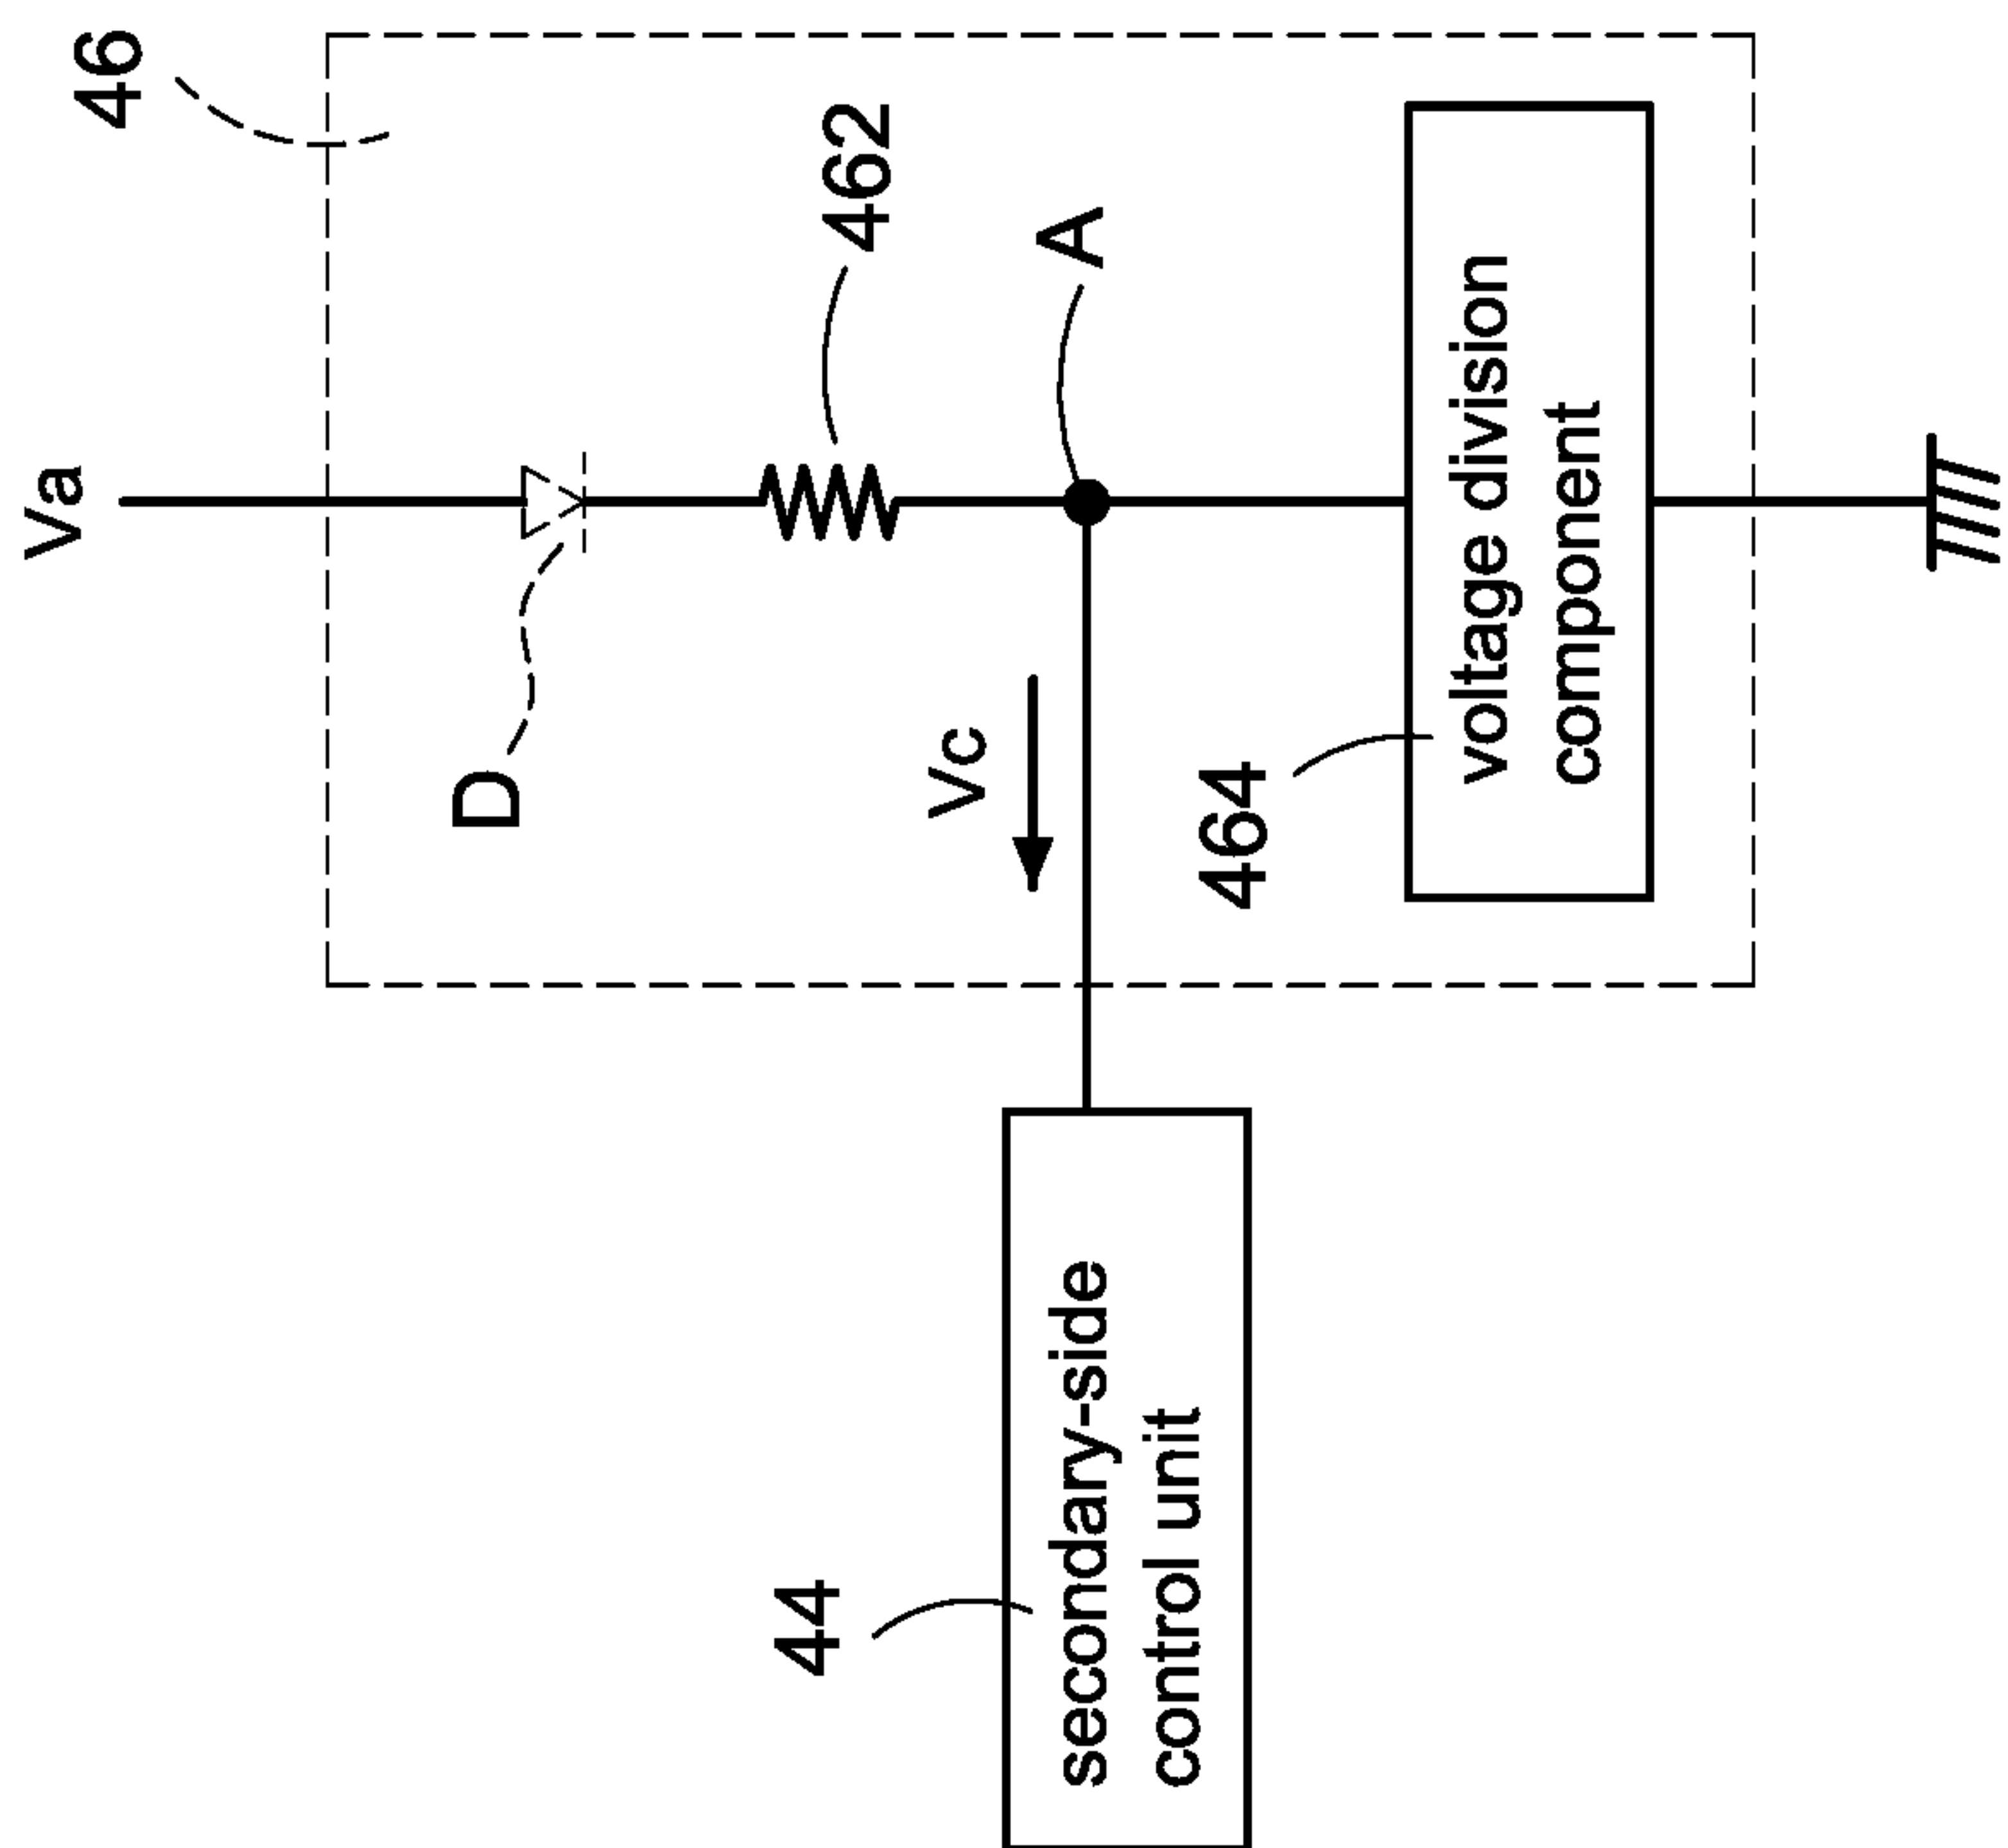 46
Va
462
A
D
Vc
464
voltage division
component
44
secondary-side
control unit